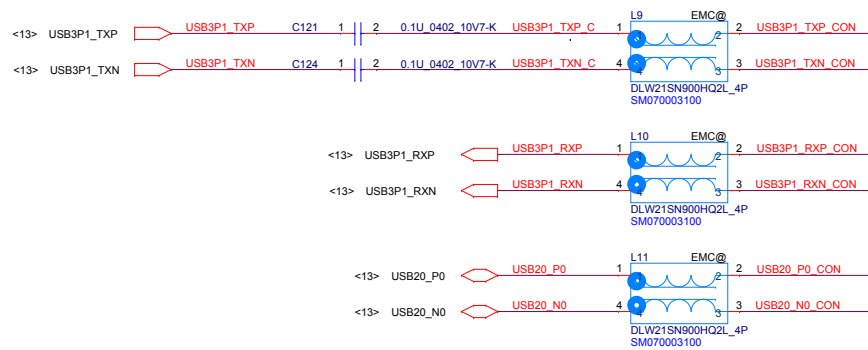 L9 EMC@
<13> USB3P1_TXP USB3P1_TXP C121 1 2 0.1U_0402_10V7-K USB3P1_TXP_C 1 1 2 2 USB3P1_TXP_CON
<13> USB3P1_TXN USB3P1_TXN C124 1 2 0.1U_0402_10V7-K USB3P1_TXN_C 4 4 3 3 USB3P1_TXN_CON
DLW21SN900HQ2L_4P
SM070003100
L10 EMC@
<13> USB3P1_RXP USB3P1_RXP 1 1 2 2 USB3P1_RXP_CON
<13> USB3P1_RXN USB3P1_RXN 4 4 3 3 USB3P1_RXN_CON
DLW21SN900HQ2L_4P
SM070003100
L11 EMC@
<13> USB20_P0 USB20_P0 1 1 2 2 USB20_P0_CON
<13> USB20_N0 USB20_N0 4 4 3 3 USB20_N0_CON
DLW21SN900HQ2L_4P
SM070003100